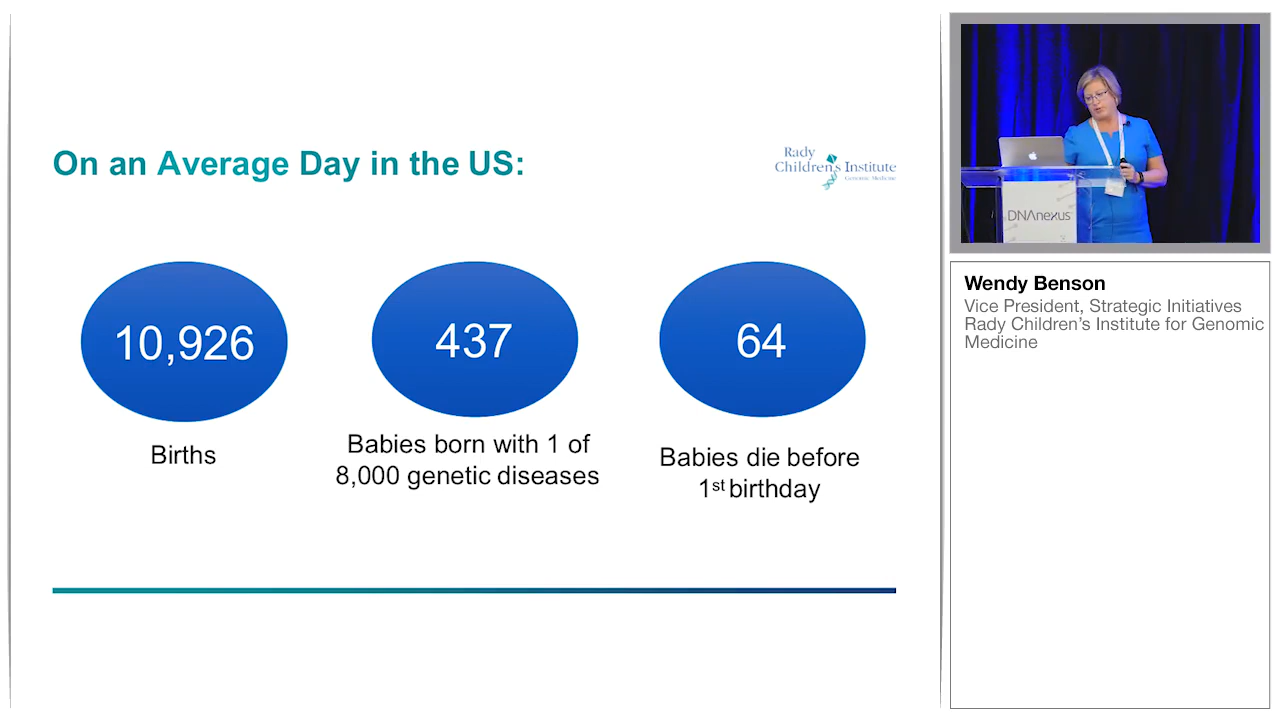 On an Average Day in the US:
Rady
Children's Institute
Genomic Medicine
10,926
437
64
Births
Babies born with 1 of
8,000 genetic diseases
Babies die before
1st birthday
DNAnexus
Wendy Benson
Vice President, Strategic Initiatives
Rady Children’s Institute for Genomic
Medicine